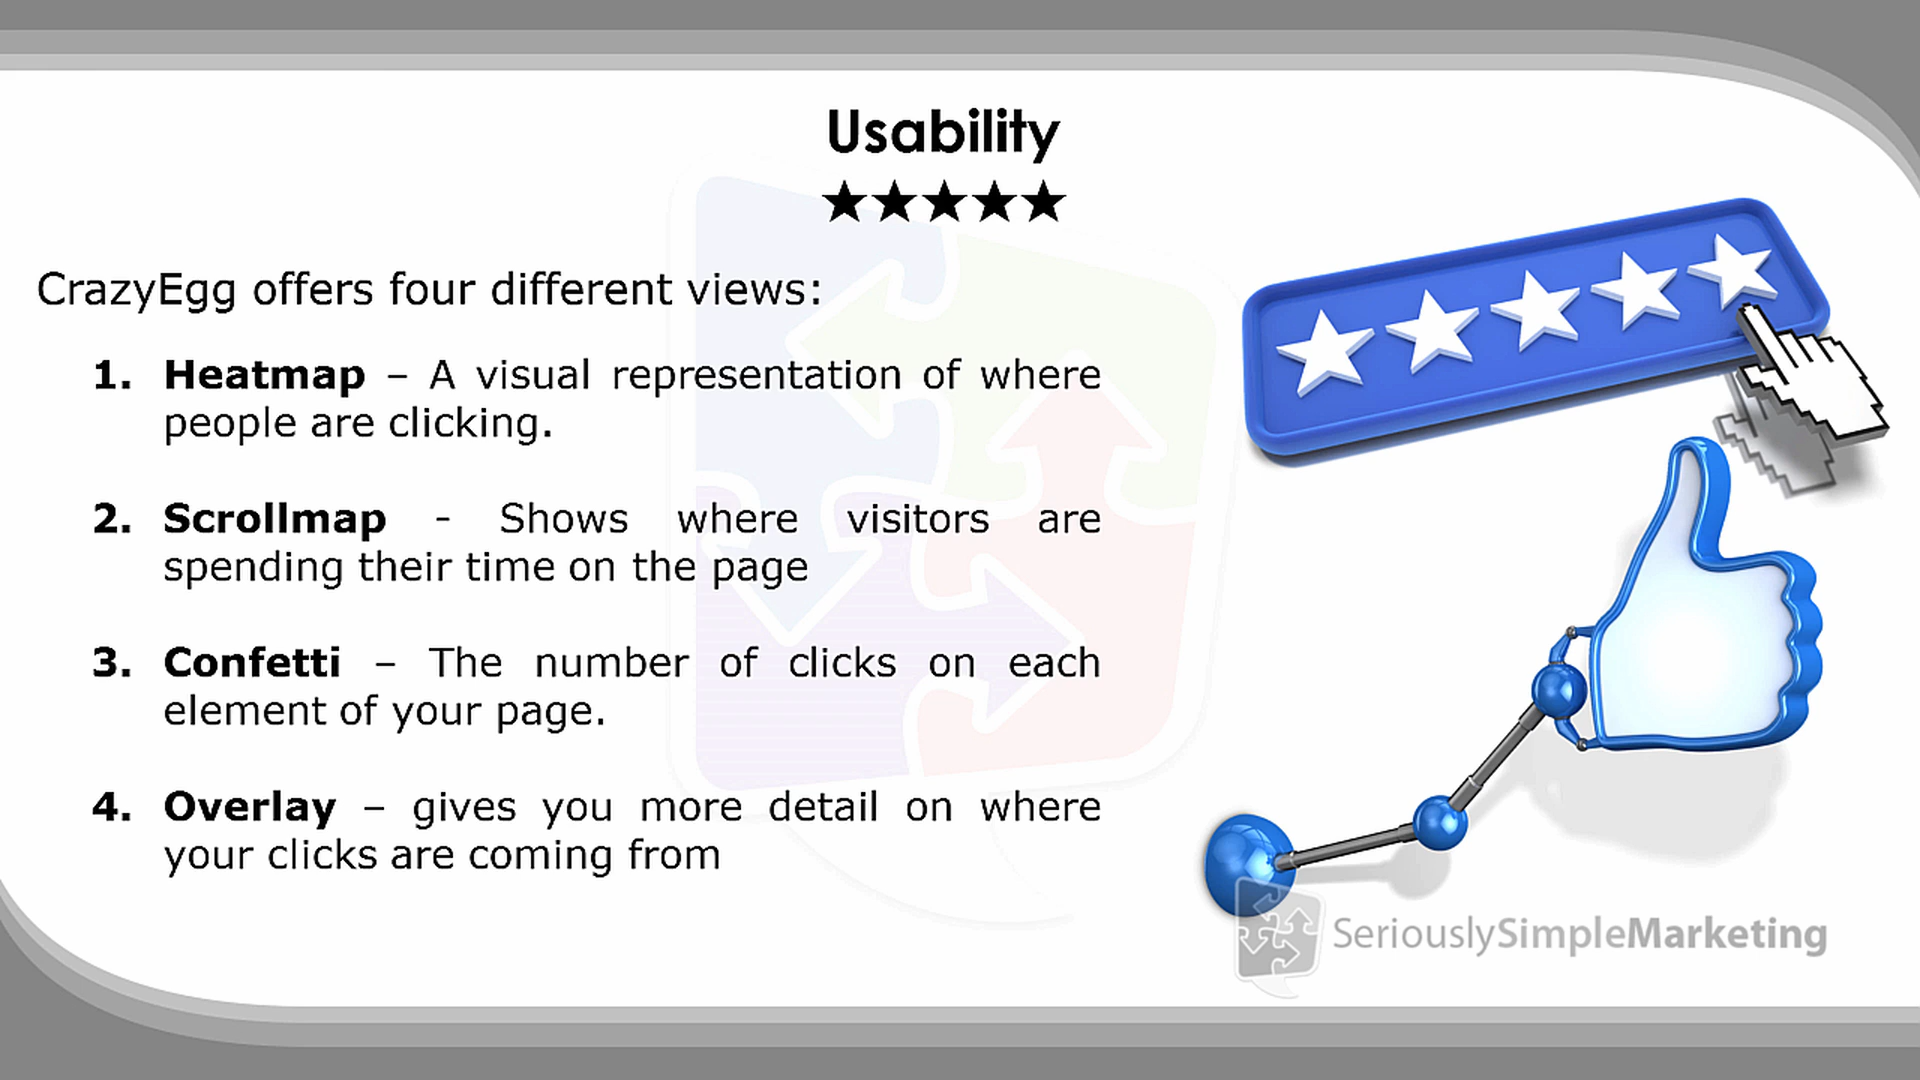 Usability
★★★★★
CrazyEgg offers four different views:
1. Heatmap – A visual representation of where
people are clicking.
2. Scrollmap - Shows where visitors are
spending their time on the page
3. Confetti – The number of clicks on each
element of your page.
4. Overlay – gives you more detail on where
your clicks are coming from
SeriouslySimpleMarketing